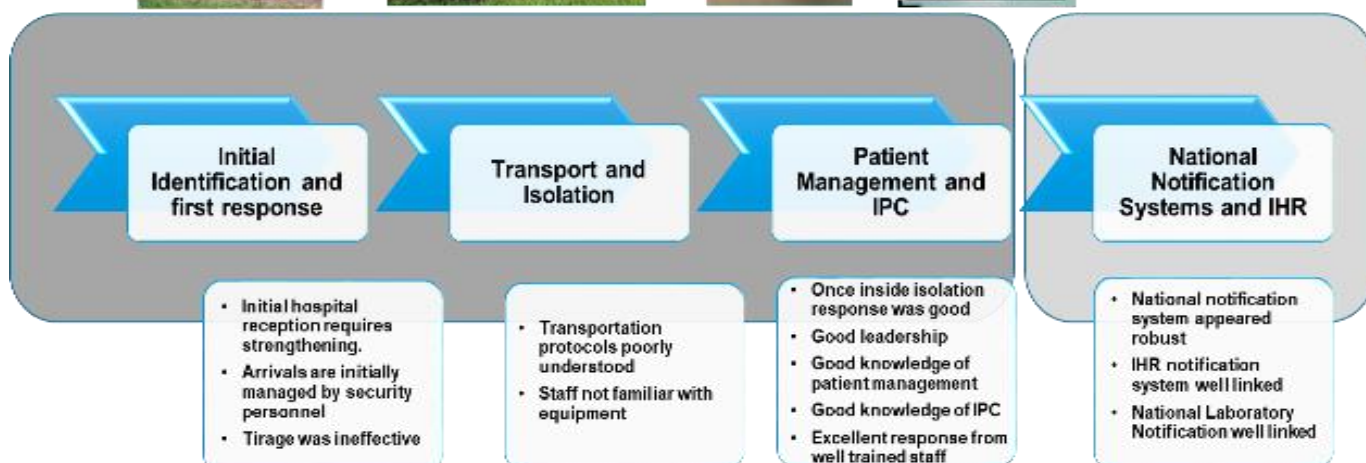 Initial
Identification and
first response
Transport and
Isolation
Patient
Management and
IPC
National
Notification
Systems and IHR
• Initial hospital
reception requires
strengthening.
• Arrivals are initially
managed by security
personnel
• Tirage was ineffective
• Transportation
protocols poorly
understood
• Staff not familiar with
equipment
• Once inside isolation
response was good
• Good leadership
• Good knowledge of
patient management
• Good knowledge of IPC
• Excellent response from
well trained staff
• National notification
system appeared
robust
• IHR notification
system well linked
• National Laboratory
Notification well linked